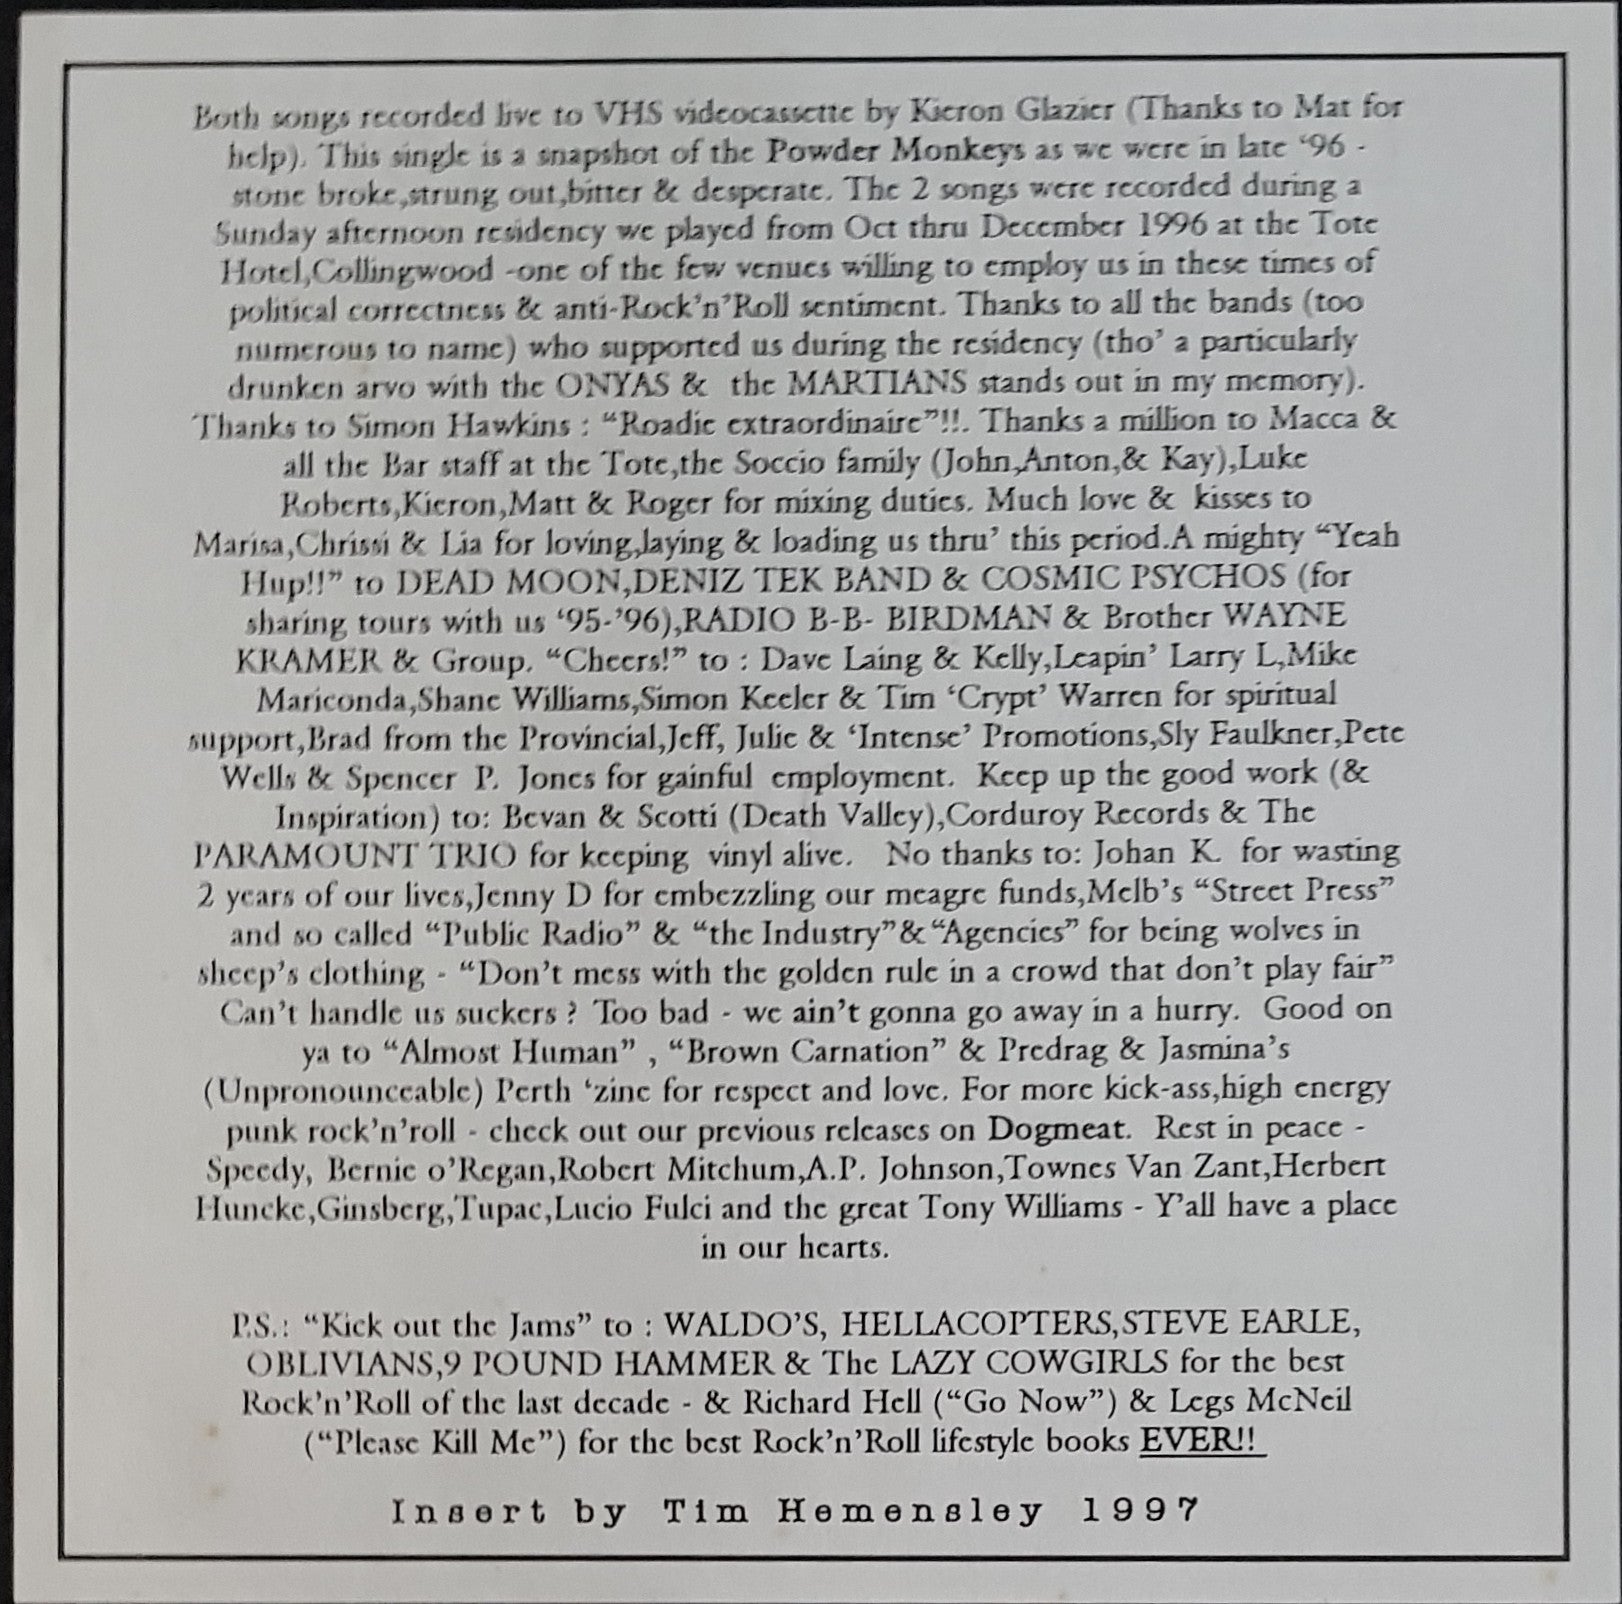 Both songs recorded live to VHS videocassette by Kieron Glazier (Thanks to Mat for
help). This single is a snapshot of the Powder Monkeys as we were in late ‘96 -
stone broke,strung out,bitter & desperate. The 2 songs were recorded during a
Sunday afternoon residency we played from Oct thru December 1996 at the Tote
Hotel,Collingwood -one of the few venues willing to employ us in these times of
political correctness & anti-Rock’n’Roll sentiment. Thanks to all the bands (too
numerous to name) who supported us during the residency (tho’ a particularly
drunken arvo with the ONYAS & the MARTIANS stands out in my memory).
Thanks to Simon Hawkins : “Roadie extraordinaire”!!. Thanks a million to Macca &
all the Bar staff at the Tote,the Soccio family (John,Anton,& Kay),Luke
Roberts,Kieron,Matt & Roger for mixing duties. Much love & kisses to
Marisa,Chrissi & Lia for loving,laying & loading us thru’ this period.A mighty “Yeah
Hup!!” to DEAD MOON,DENIZ TEK BAND & COSMIC PSYCHOS (for
sharing tours with us ‘95-’96),RADIO B-B- BIRDMAN & Brother WAYNE
KRAMER & Group. “Cheers!” to : Dave Laing & Kelly,Leapin’ Larry L,Mike
Mariconda,Shane Williams,Simon Keeler & Tim ‘Crypt’ Warren for spiritual
support,Brad from the Provincial,Jeff, Julie & ‘Intense’ Promotions,Sly Faulkner,Pete
Wells & Spencer P. Jones for gainful employment. Keep up the good work (&
Inspiration) to: Bevan & Scotti (Death Valley),Corduroy Records & The
PARAMOUNT TRIO for keeping vinyl alive. No thanks to: Johan K. for wasting
2 years of our lives,Jenny D for embezzling our meagre funds,Melb’s “Street Press”
and so called “Public Radio” & “the Industry”&“Agencies” for being wolves in
sheep’s clothing - “Don’t mess with the golden rule in a crowd that don’t play fair”
Can’t handle us suckers ? Too bad - we ain’t gonna go away in a hurry. Good on
ya to “Almost Human” , “Brown Carnation” & Predrag & Jasmina’s
(Unpronounceable) Perth ‘zine for respect and love. For more kick-ass,high energy
punk rock’n’roll - check out our previous releases on Dogmeat. Rest in peace -
Speedy, Bernie o’Regan,Robert Mitchum,A.P. Johnson,Townes Van Zant,Herbert
Huncke,Ginsberg,Tupac,Lucio Fulci and the great Tony Williams - Y’all have a place
in our hearts.
P.S.: “Kick out the Jams” to : WALDO’S, HELLACOPTERS,STEVE EARLE,
OBLIVIANS,9 POUND HAMMER & The LAZY COWGIRLS for the best
Rock’n’Roll of the last decade - & Richard Hell (“Go Now”) & Legs McNeil
(“Please Kill Me”) for the best Rock’n’Roll lifestyle books EVER!!
Insert by Tim Hemensley 1997